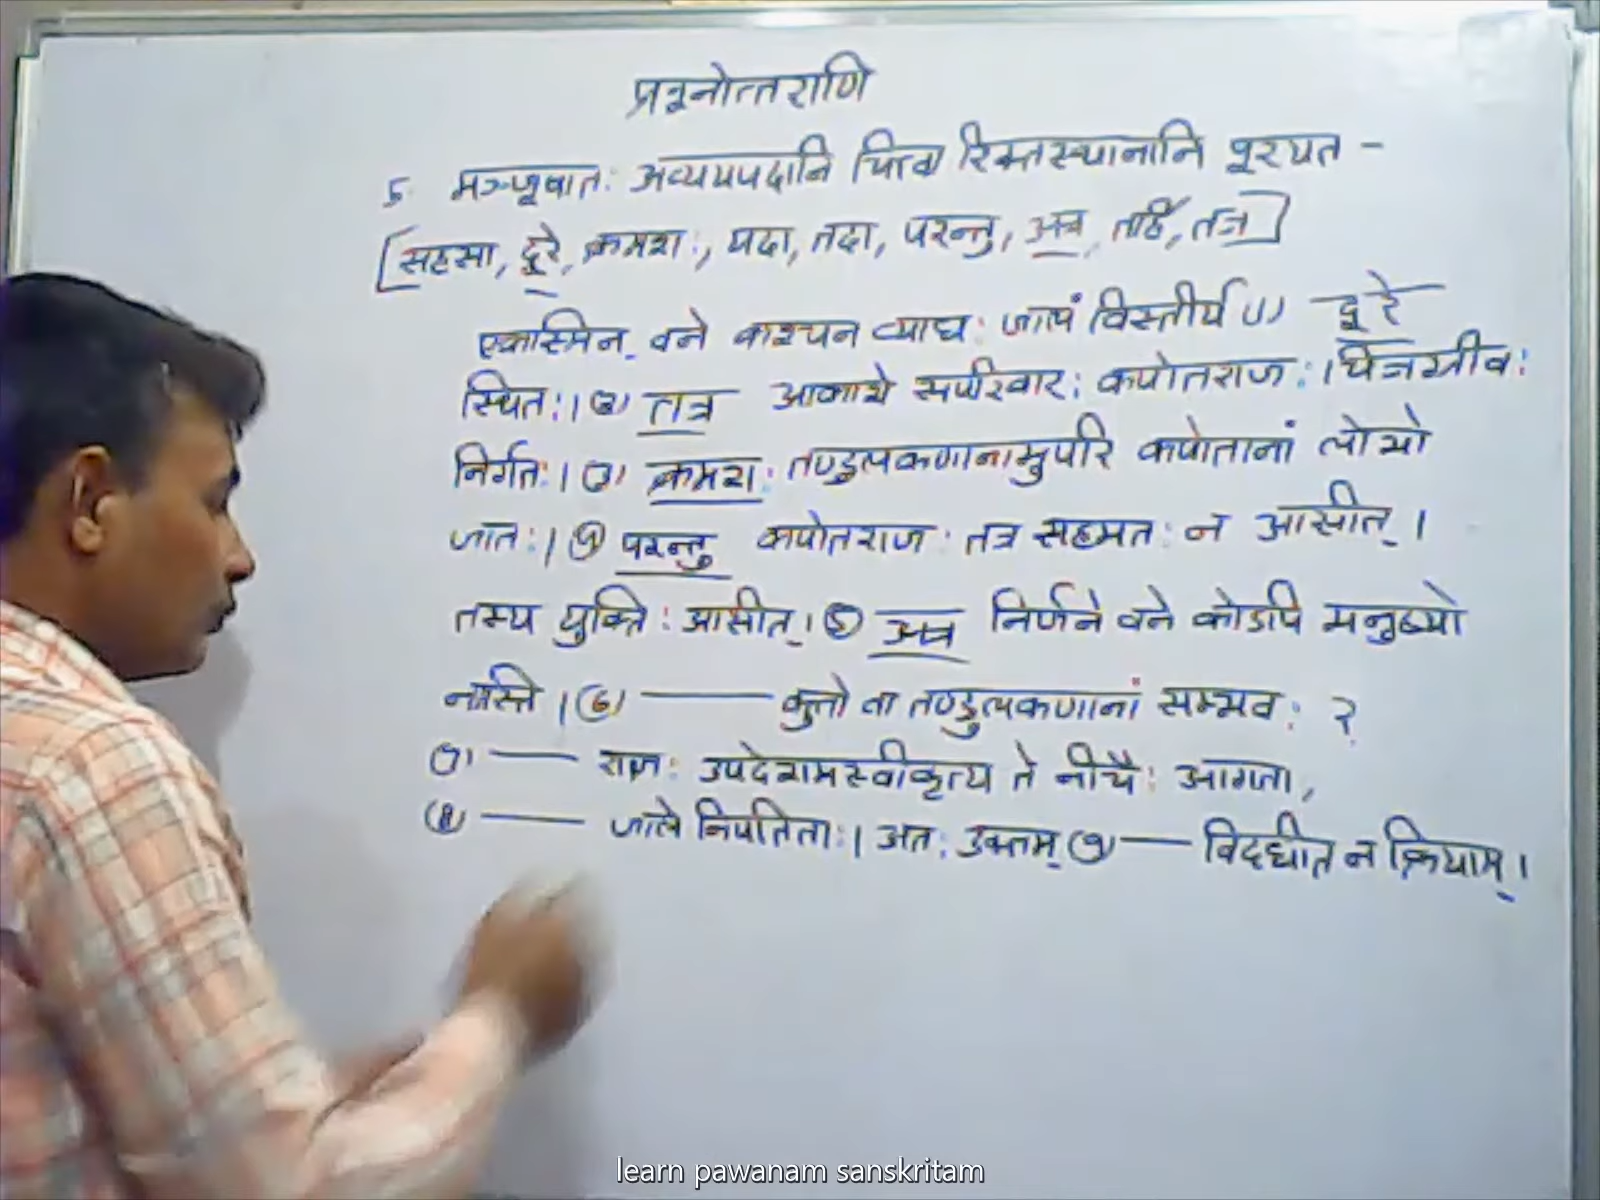 प्रश्नोत्तराणि
5. मञ्जूषातः अव्ययपदानि चित्वा रिक्तस्थानानि पूरयत -
[सहसा, दूरे, क्रमशः, यदा, तदा, परन्तु, अत्र, तर्हि, तत्र]
एकस्मिन् वने कश्चन व्याधः जालं विस्तीर्य (1) दूरे
स्थितः। (2) तत्र आकाशे सपरिवारः कपोतराजः चित्रग्रीवः
निर्गतः। (3) क्रमशः तण्डुलकणानामुपरि कपोतानां लोभो
जातः। (4) परन्तु कपोतराजः तत्र सहमतः न आसीत्।
तस्य युक्तिः आसीत्। (5) अत्र निर्जने वने कोऽपि मनुष्यो
नास्ति। (6) ——— कुतो वा तण्डुलकणानां सम्भवः ?
(7) —— राज्ञः उपदेशमस्वीकृत्य ते नीचैः आगता,
(8) —— जाले निपतिताः। अतः उक्तम् (9) —— विदधीत न क्रियाम्।
learn pawanam sanskritam